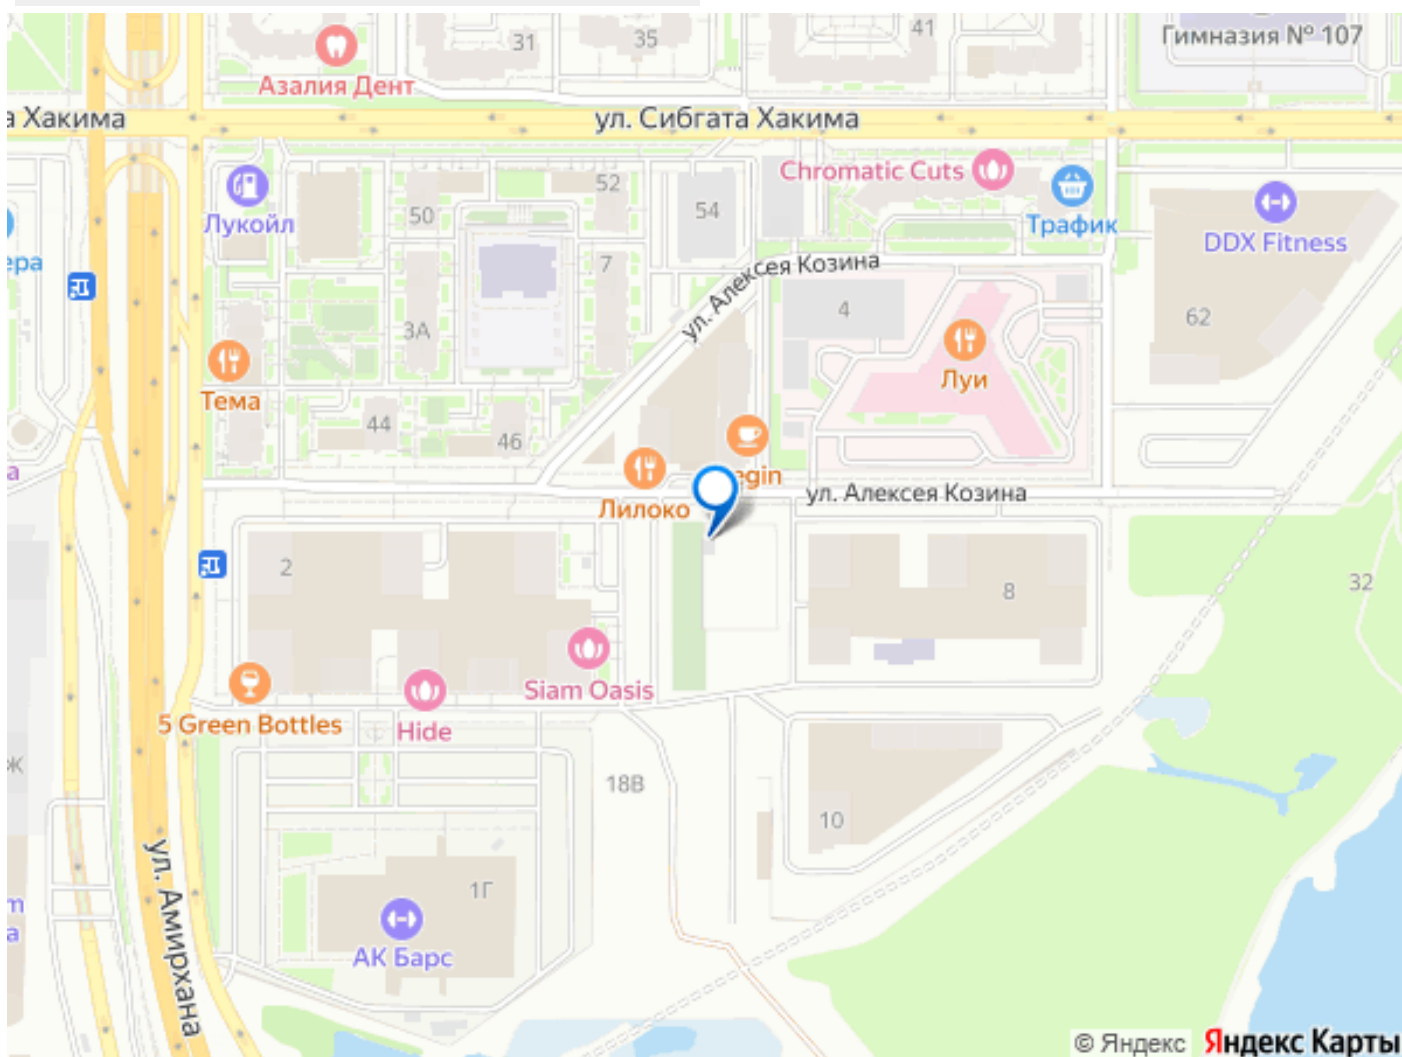 Гимназия № 107
41
35
31
Азалия Дент
а Хакима
ул. Сибгата Хакима
Chromatic Cuts
52
50
54
Лукойл
Трафик
DDX Fitness
ера
7
ул. Алексея Козина
4
62
3А
Луи
Тема
44
46
а
egin
ул. Алексея Козина
Лилоко
2
8
32
Siam Oasis
5 Green Bottles
Hide
ж
18В
10
ул. Амирхана
1Г
m
а
АК Барс
© Яндекс Яндекс Карты